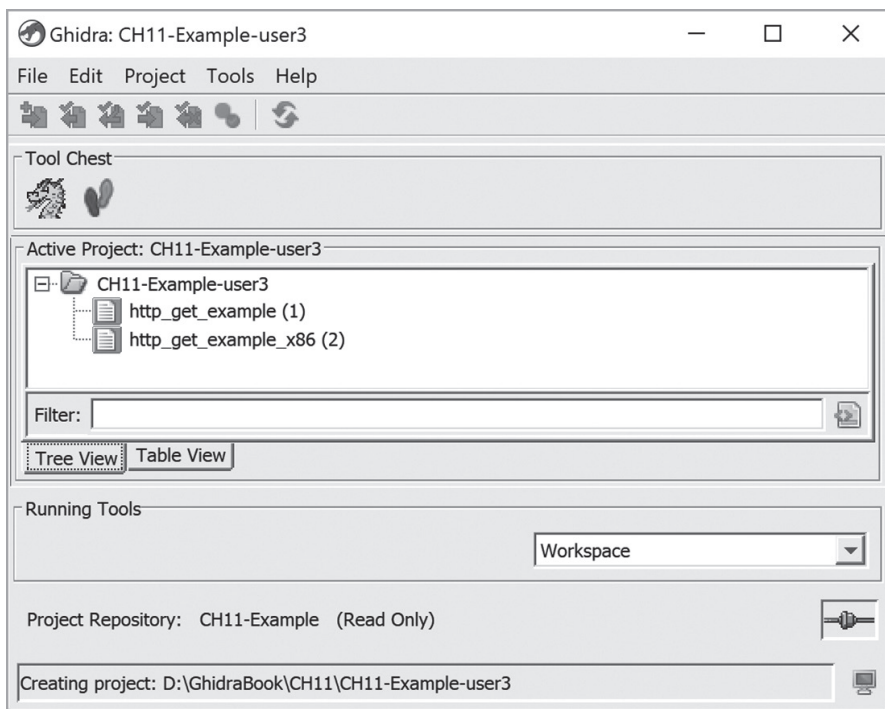 Ghidra: CH11-Example-user3
File Edit Project Tools Help
Tool Chest
Active Project: CH11-Example-user3
CH11-Example-user3
http_get_example (1)
http_get_example_x86 (2)
Filter:
Tree View Table View
Running Tools
Workspace
Project Repository: CH11-Example (Read Only)
Creating project: D:\GhidraBook\CH11\CH11-Example-user3